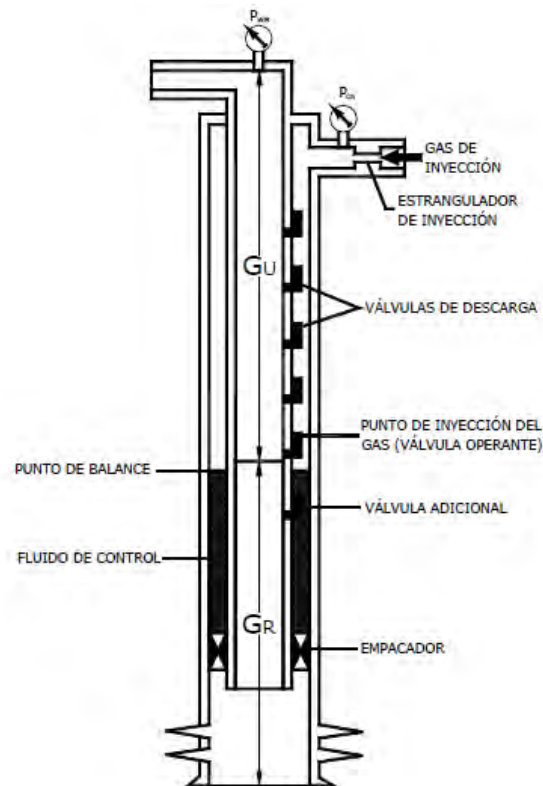 Pwh
Pcs
GAS DE
INYECCIÓN
ESTRANGULADOR
DE INYECCIÓN
GU
VÁLVULAS DE DESCARGA
PUNTO DE INYECCIÓN DEL
GAS (VÁLVULA OPERANTE)
PUNTO DE BALANCE
VÁLVULA ADICIONAL
FLUIDO DE CONTROL
GR
EMPACADOR